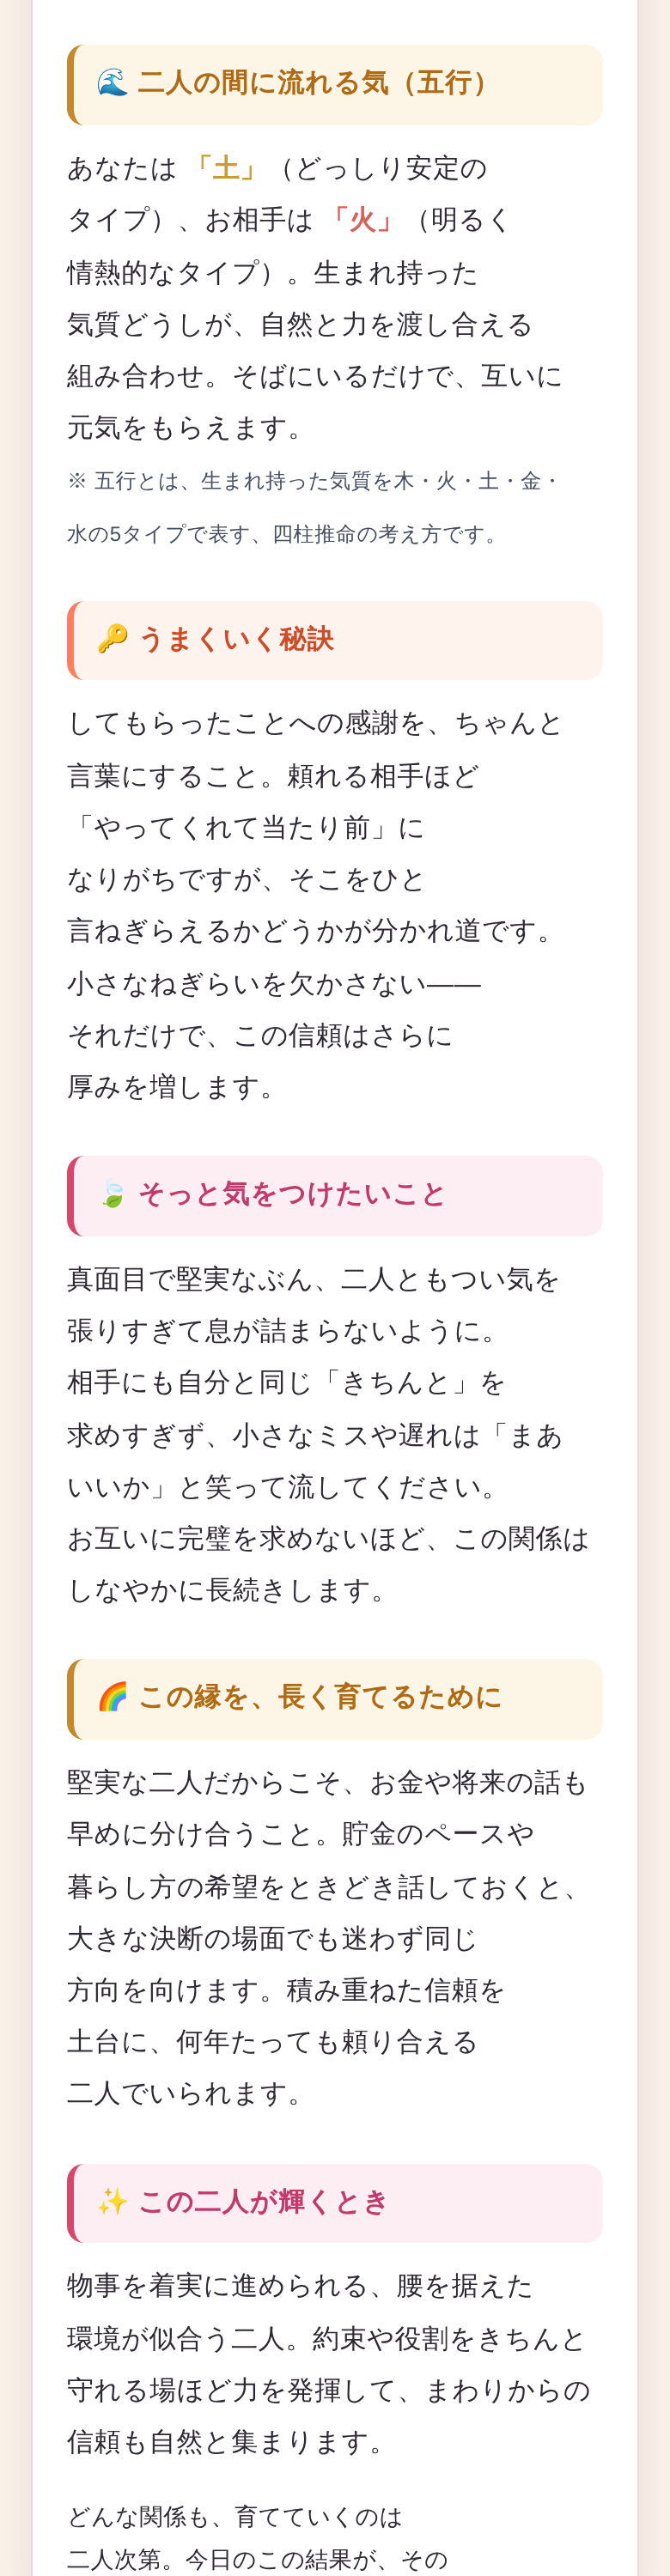 🌊 二人の間に流れる気（五行）
あなたは 「土」（どっしり安定の
タイプ）、お相手は 「火」（明るく
情熱的なタイプ）。生まれ持った
気質どうしが、自然と力を渡し合える
組み合わせ。そばにいるだけで、互いに
元気をもらえます。
※ 五行とは、生まれ持った気質を木・火・土・金・
水の5タイプで表す、四柱推命の考え方です。
🔑 うまくいく秘訣
してもらったことへの感謝を、ちゃんと
言葉にすること。頼れる相手ほど
「やってくれて当たり前」に
なりがちですが、そこをひと
言ねぎらえるかどうかが分かれ道です。
小さなねぎらいを欠かさない——
それだけで、この信頼はさらに
厚みを増します。
🍃 そっと気をつけたいこと
真面目で堅実なぶん、二人ともつい気を
張りすぎて息が詰まらないように。
相手にも自分と同じ「きちんと」を
求めすぎず、小さなミスや遅れは「まあ
いいか」と笑って流してください。
お互いに完璧を求めないほど、この関係は
しなやかに長続きします。
🌈 この縁を、長く育てるために
堅実な二人だからこそ、お金や将来の話も
早めに分け合うこと。貯金のペースや
暮らし方の希望をときどき話しておくと、
大きな決断の場面でも迷わず同じ
方向を向けます。積み重ねた信頼を
土台に、何年たっても頼り合える
二人でいられます。
✨ この二人が輝くとき
物事を着実に進められる、腰を据えた
環境が似合う二人。約束や役割をきちんと
守れる場ほど力を発揮して、まわりからの
信頼も自然と集まります。
どんな関係も、育てていくのは
二人次第。今日のこの結果が、その